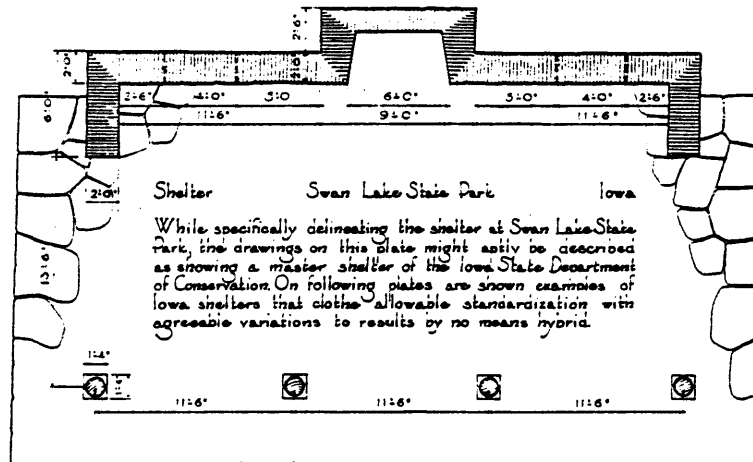 2'-6"
2'-0"
2'-0"
2'-6" 4'-0" 5'-0 6'-0" 5'-0" 4'-0" 2'-6"
11'-6" 9'-0" 11'-6"
6'-0"
2'-0"
Shelter Swan Lake State Park Iowa
While specifically delineating the shelter at Swan Lake State
Park, the drawings on this plate might aptly be described
as showing a master shelter of the Iowa State Department
of Conservation. On following plates are shown examples of
Iowa shelters that clothe allowable standardization with
agreeable variations to results by no means hybrid.
13'-6"
1'-4"
1'-4"
11'-6" 11'-6" 11'-6"